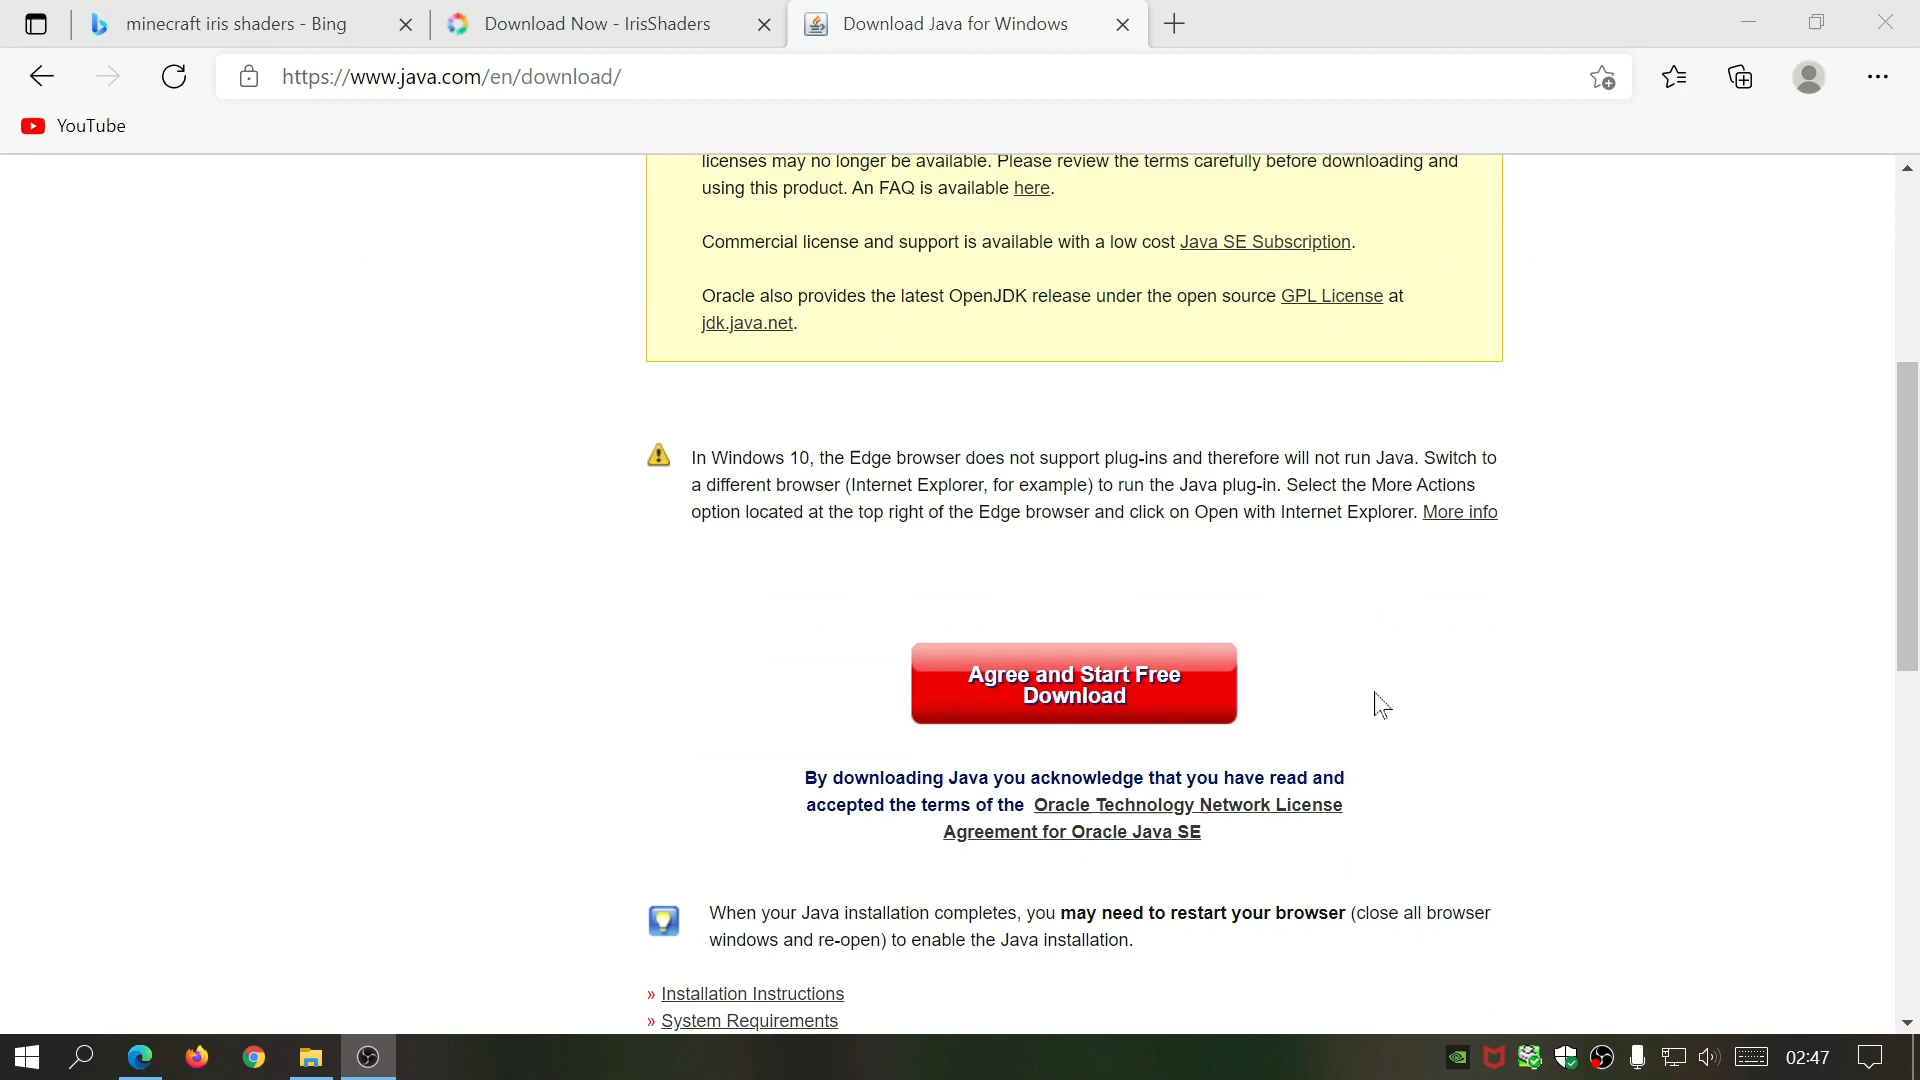 minecraft iris shaders - Bing
Download Now - IrisShaders
Download Java for Windows
https://www.java.com/en/download/
YouTube
licenses may no longer be available. Please review the terms carefully before downloading and
using this product. An FAQ is available here.
Commercial license and support is available with a low cost Java SE Subscription.
Oracle also provides the latest OpenJDK release under the open source GPL License at
jdk.java.net.
In Windows 10, the Edge browser does not support plug-ins and therefore will not run Java. Switch to
a different browser (Internet Explorer, for example) to run the Java plug-in. Select the More Actions
option located at the top right of the Edge browser and click on Open with Internet Explorer. More info
Agree and Start Free
Download
By downloading Java you acknowledge that you have read and
accepted the terms of the Oracle Technology Network License
Agreement for Oracle Java SE
When your Java installation completes, you may need to restart your browser (close all browser
windows and re-open) to enable the Java installation.
» Installation Instructions
» System Requirements
02:47